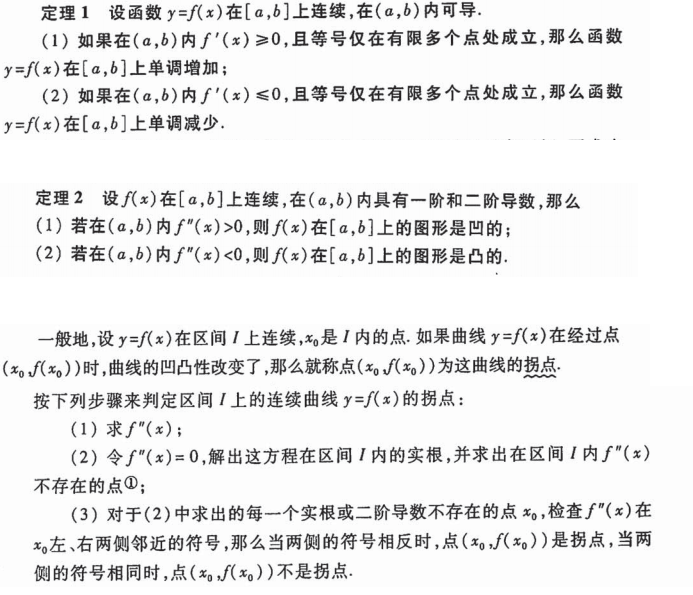 定理1 设函数 y=f(x)在[a,b]上连续,在(a,b)内可导.
(1) 如果在(a,b)内 f′(x)≥0,且等号仅在有限多个点处成立,那么函数
y=f(x)在[a,b]上单调增加;
(2) 如果在(a,b)内 f′(x)≤0,且等号仅在有限多个点处成立,那么函数
y=f(x)在[a,b]上单调减少.
定理2 设 f(x)在[a,b]上连续,在(a,b)内具有一阶和二阶导数,那么
(1) 若在(a,b)内 f″(x)>0,则 f(x)在[a,b]上的图形是凹的;
(2) 若在(a,b)内 f″(x)<0,则 f(x)在[a,b]上的图形是凸的.
一般地,设 y=f(x)在区间 I 上连续,x₀是 I 内的点. 如果曲线 y=f(x)在经过点
(x₀,f(x₀))时,曲线的凹凸性改变了,那么就称点(x₀,f(x₀))为这曲线的拐点.
按下列步骤来判定区间 I 上的连续曲线 y=f(x)的拐点:
(1) 求 f″(x);
(2) 令 f″(x)=0,解出这方程在区间 I 内的实根,并求出在区间 I 内 f″(x)
不存在的点①;
(3) 对于(2)中求出的每一个实根或二阶导数不存在的点 x₀,检查 f″(x)在
x₀左、右两侧邻近的符号,那么当两侧的符号相反时,点(x₀,f(x₀))是拐点,当两
侧的符号相同时,点(x₀,f(x₀))不是拐点.